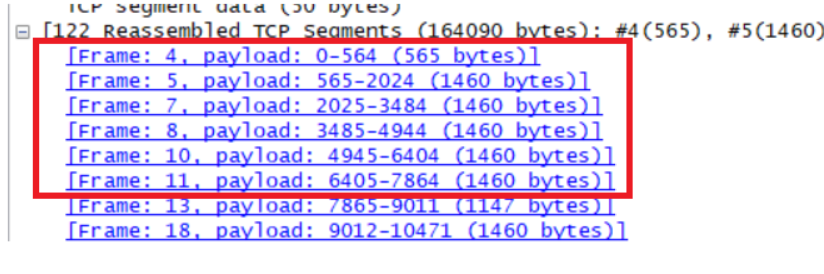 TCP segment data (50 bytes)
[122 Reassembled TCP Segments (164090 bytes): #4(565), #5(1460)
[Frame: 4, payload: 0-564 (565 bytes)]
[Frame: 5, payload: 565-2024 (1460 bytes)]
[Frame: 7, payload: 2025-3484 (1460 bytes)]
[Frame: 8, payload: 3485-4944 (1460 bytes)]
[Frame: 10, payload: 4945-6404 (1460 bytes)]
[Frame: 11, payload: 6405-7864 (1460 bytes)]
[Frame: 13, payload: 7865-9011 (1147 bytes)]
[Frame: 18, payload: 9012-10471 (1460 bytes)]